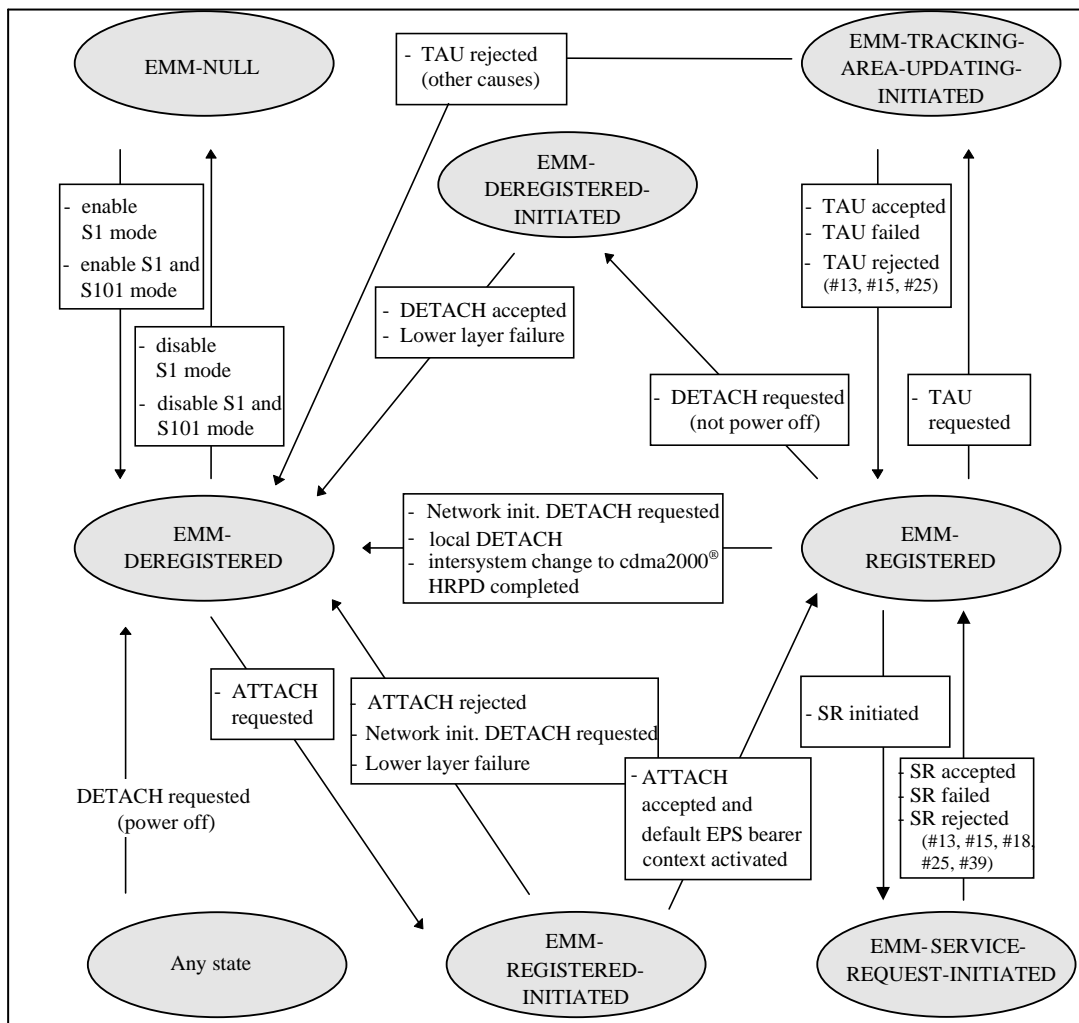 EMM-NULL
- TAU rejected
(other causes)
EMM-TRACKING-
AREA-UPDATING-
INITIATED
EMM-
DEREGISTERED-
INITIATED
- enable
S1 mode
- enable S1 and
S101 mode
- TAU accepted
- TAU failed
- TAU rejected
(#13, #15, #25)
- DETACH accepted
- Lower layer failure
- disable
S1 mode
- disable S1 and
S101 mode
- DETACH requested
(not power off)
- TAU
requested
EMM-
DEREGISTERED
- Network init. DETACH requested
- local DETACH
- intersystem change to cdma2000®
HRPD completed
EMM-
REGISTERED
- ATTACH
requested
- ATTACH rejected
- Network init. DETACH requested
- Lower layer failure
- SR initiated
DETACH requested
(power off)
- ATTACH
accepted and
default EPS bearer
context activated
- SR accepted
- SR failed
- SR rejected
(#13, #15, #18,
#25, #39)
Any state
EMM-
REGISTERED-
INITIATED
EMM-SERVICE-
REQUEST-INITIATED